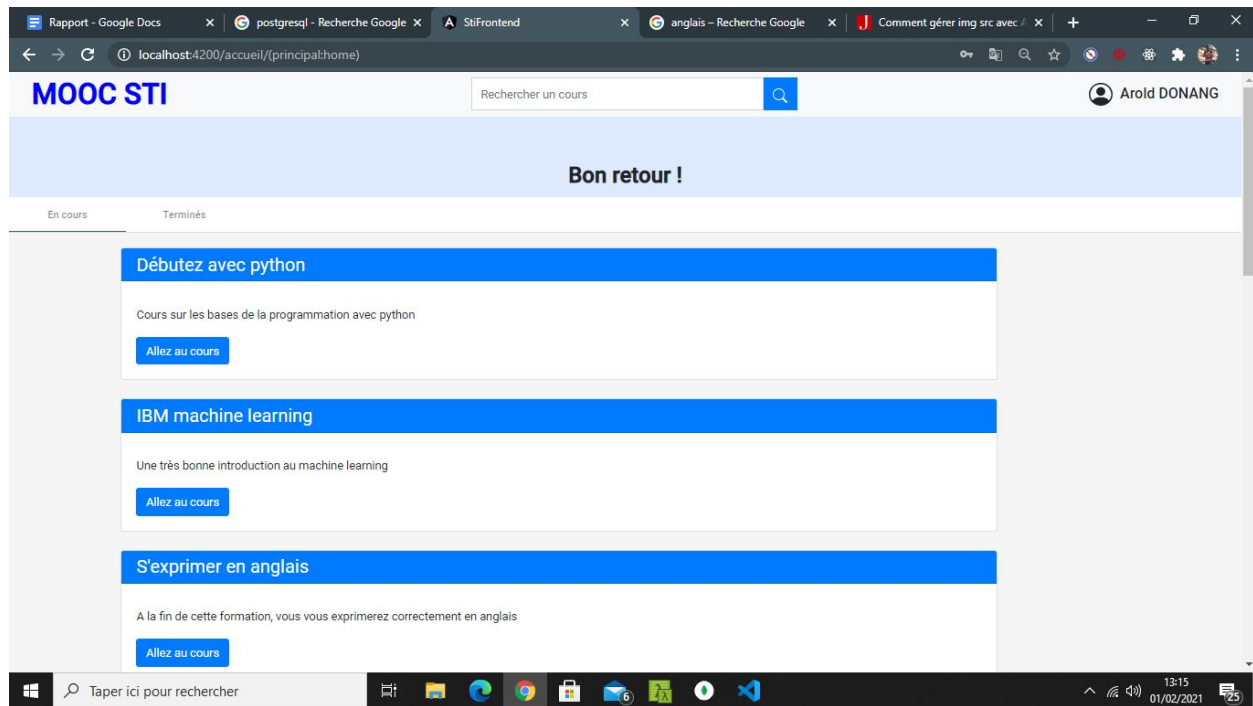 Rapport - Google Docs
postgresql - Recherche Google
StiFrontend
anglais – Recherche Google
Comment gérer img src avec A
localhost:4200/accueil/(principal:home)
MOOC STI
Rechercher un cours
Arold DONANG
Bon retour !
En cours
Terminés
Débutez avec python
Cours sur les bases de la programmation avec python
Allez au cours
IBM machine learning
Une très bonne introduction au machine learning
Allez au cours
S'exprimer en anglais
A la fin de cette formation, vous vous exprimerez correctement en anglais
Allez au cours
Taper ici pour rechercher
6
13:15
01/02/2021
25